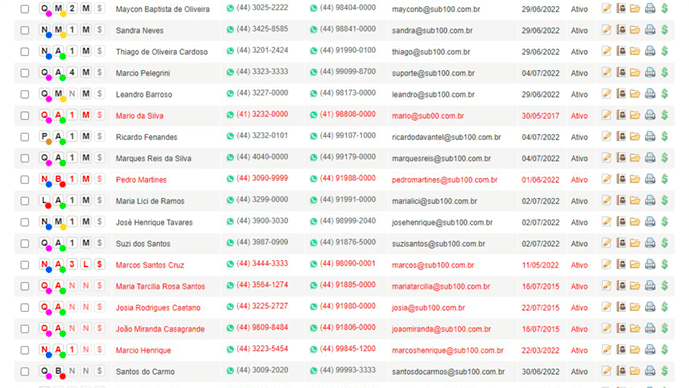 Q M 2 M $ Maycon Baptista de Oliveira (44) 3025-2222 (44) 98404-0000 mayconb@sub100.com.br 29/06/2022 Ativo $
N M 1 M $ Sandra Neves (44) 3425-8585 (44) 98841-0000 sandra@sub100.com.br 29/06/2022 Ativo $
N A 1 M $ Thiago de Oliveira Cardoso (44) 3201-2424 (44) 91990-0100 thiago@sub100.com.br 29/06/2022 Ativo $
Q A 4 M $ Marcio Pelegrini (44) 3323-3333 (44) 99099-8700 suporte@sub100.com.br 04/07/2022 Ativo $
Q M N M $ Leandro Barroso (44) 3227-0000 (44) 98173-0000 leandro@sub100.com.br 29/06/2022 Ativo $
Q A 1 M $ Mario da Silva (41) 3232-0000 (41) 98808-0000 mario@sub00.com.br 30/05/2017 Ativo $
P A 1 M $ Ricardo Fenandes (44) 3232-0101 (44) 99107-1000 ricardodavantel@sub100.com.br 04/07/2022 Ativo $
Q A 1 M $ Marques Reis da Silva (44) 4040-0000 (44) 99179-0000 marquesreis@sub100.com.br 04/07/2022 Ativo $
N B 1 M $ Pedro Martines (44) 3090-9999 (44) 91988-0000 pedromartines@sub100.com.br 01/06/2022 Ativo $
L A 1 M $ Maria Lici de Ramos (44) 3299-0000 (44) 91991-0000 marialici@sub100.com.br 02/07/2022 Ativo $
N M 1 M $ José Henrique Tavares (44) 3900-3030 (44) 98999-2040 josehenrique@sub100.com.br 02/07/2022 Ativo $
Q A 1 M $ Suzi dos Santos (44) 3987-0909 (44) 91876-5000 suzisantos@sub100.com.br 02/07/2022 Ativo $
N A 3 L $ Marcos Santos Cruz (44) 3444-3333 (44) 98090-0001 marcos@sub100.com.br 11/05/2022 Ativo $
Q A N N $ Maria Tarcilia Rosa Santos (44) 3564-1274 (44) 91885-0000 mariatarcilia@sub100.com.br 16/07/2015 Ativo $
Q A N N $ Josia Rodrigues Caetano (44) 3225-2727 (44) 91980-0000 josia@sub100.com.br 22/07/2015 Ativo $
Q A N N $ João Miranda Casagrande (44) 9809-8484 (44) 91806-0000 joaomiranda@sub100.com.br 16/07/2015 Ativo $
N A 1 N $ Marcio Henrique (44) 3223-5454 (44) 99845-1200 marcoshenrique@sub100.com.br 22/03/2022 Ativo $
Q B N N $ Santos do Carmo (44) 3009-2020 (44) 99993-3333 santosdocarmos@sub100.com.br 30/06/2022 Ativo $